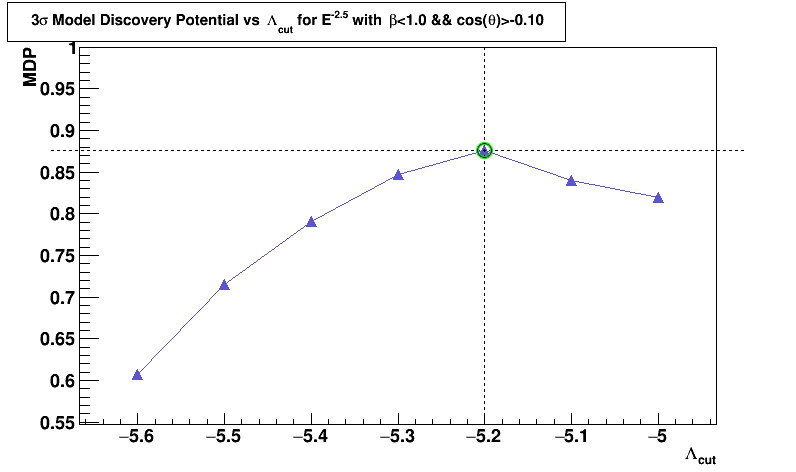 3σ Model Discovery Potential vs Λcut for E-2.5 with β<1.0 && cos(θ)>-0.10
MDP
1
0.95
0.9
0.85
0.8
0.75
0.7
0.65
0.6
0.55
−5.6 −5.5 −5.4 −5.3 −5.2 −5.1 −5
Λcut